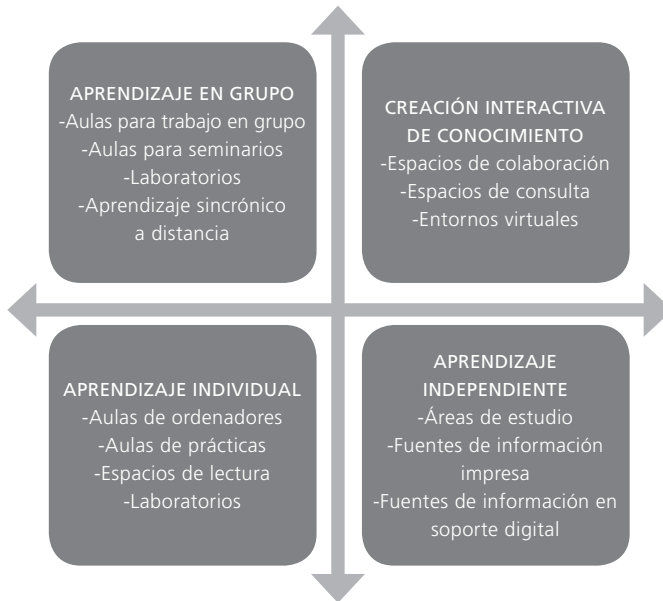 APRENDIZAJE EN GRUPO
-Aulas para trabajo en grupo
-Aulas para seminarios
-Laboratorios
-Aprendizaje sincrónico
a distancia
CREACIÓN INTERACTIVA
DE CONOCIMIENTO
-Espacios de colaboración
-Espacios de consulta
-Entornos virtuales
APRENDIZAJE INDIVIDUAL
-Aulas de ordenadores
-Aulas de prácticas
-Espacios de lectura
-Laboratorios
APRENDIZAJE
INDEPENDIENTE
-Áreas de estudio
-Fuentes de información
impresa
-Fuentes de información en
soporte digital